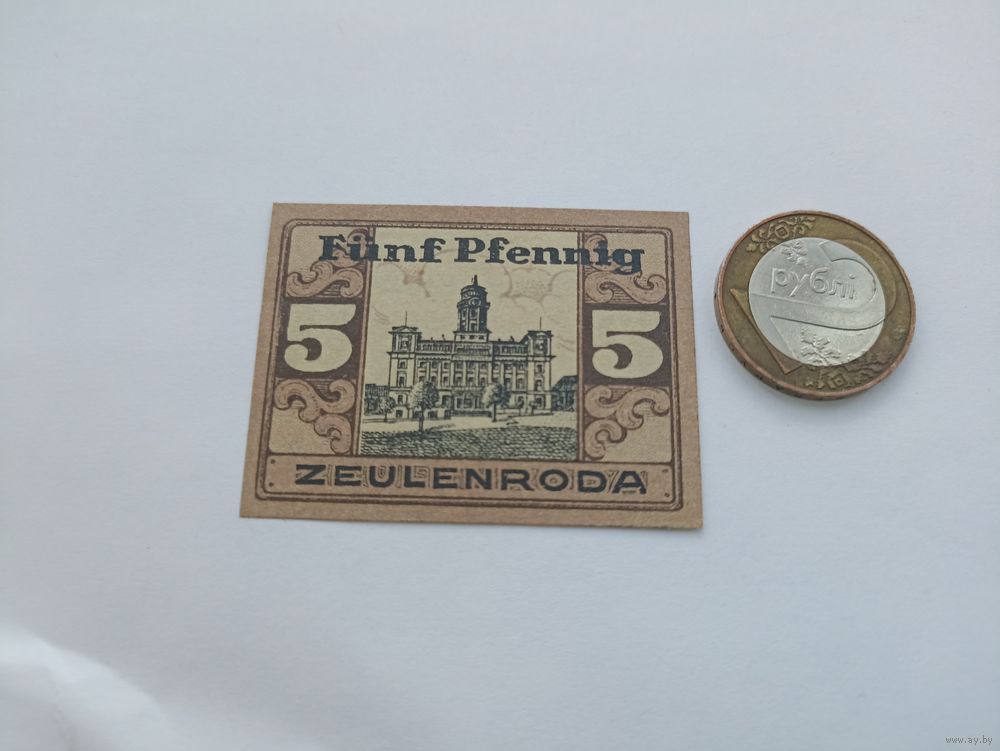 Fünf Pfennig
5 5
ZEULENRODA
рублі
www.ay.by